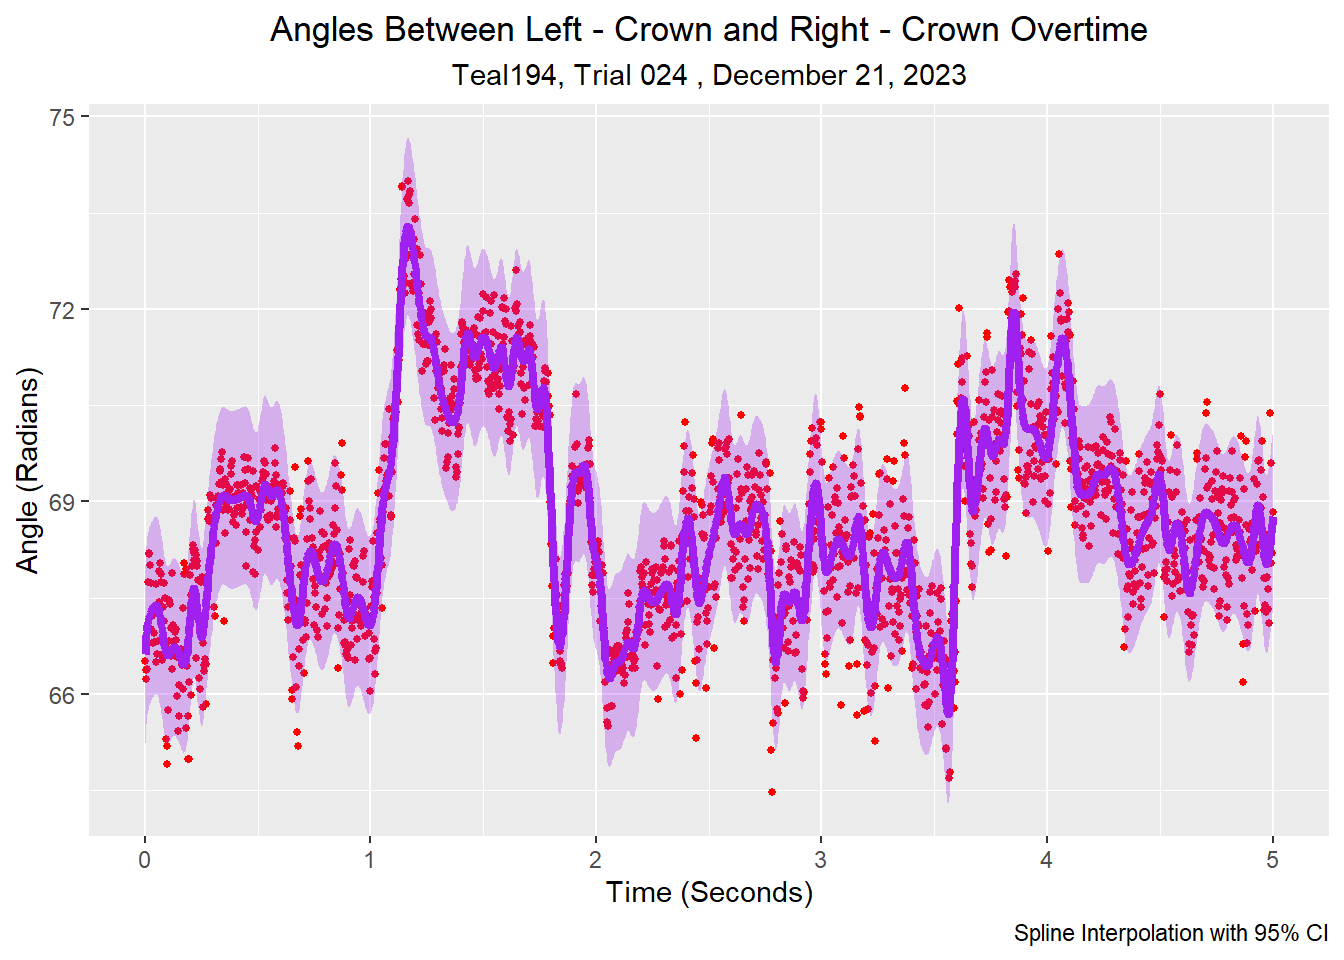 Angles Between Left - Crown and Right - Crown Overtime
Teal194, Trial 024 , December 21, 2023
75
72
69
66
Angle (Radians)
0 1 2 3 4 5
Time (Seconds)
Spline Interpolation with 95% CI